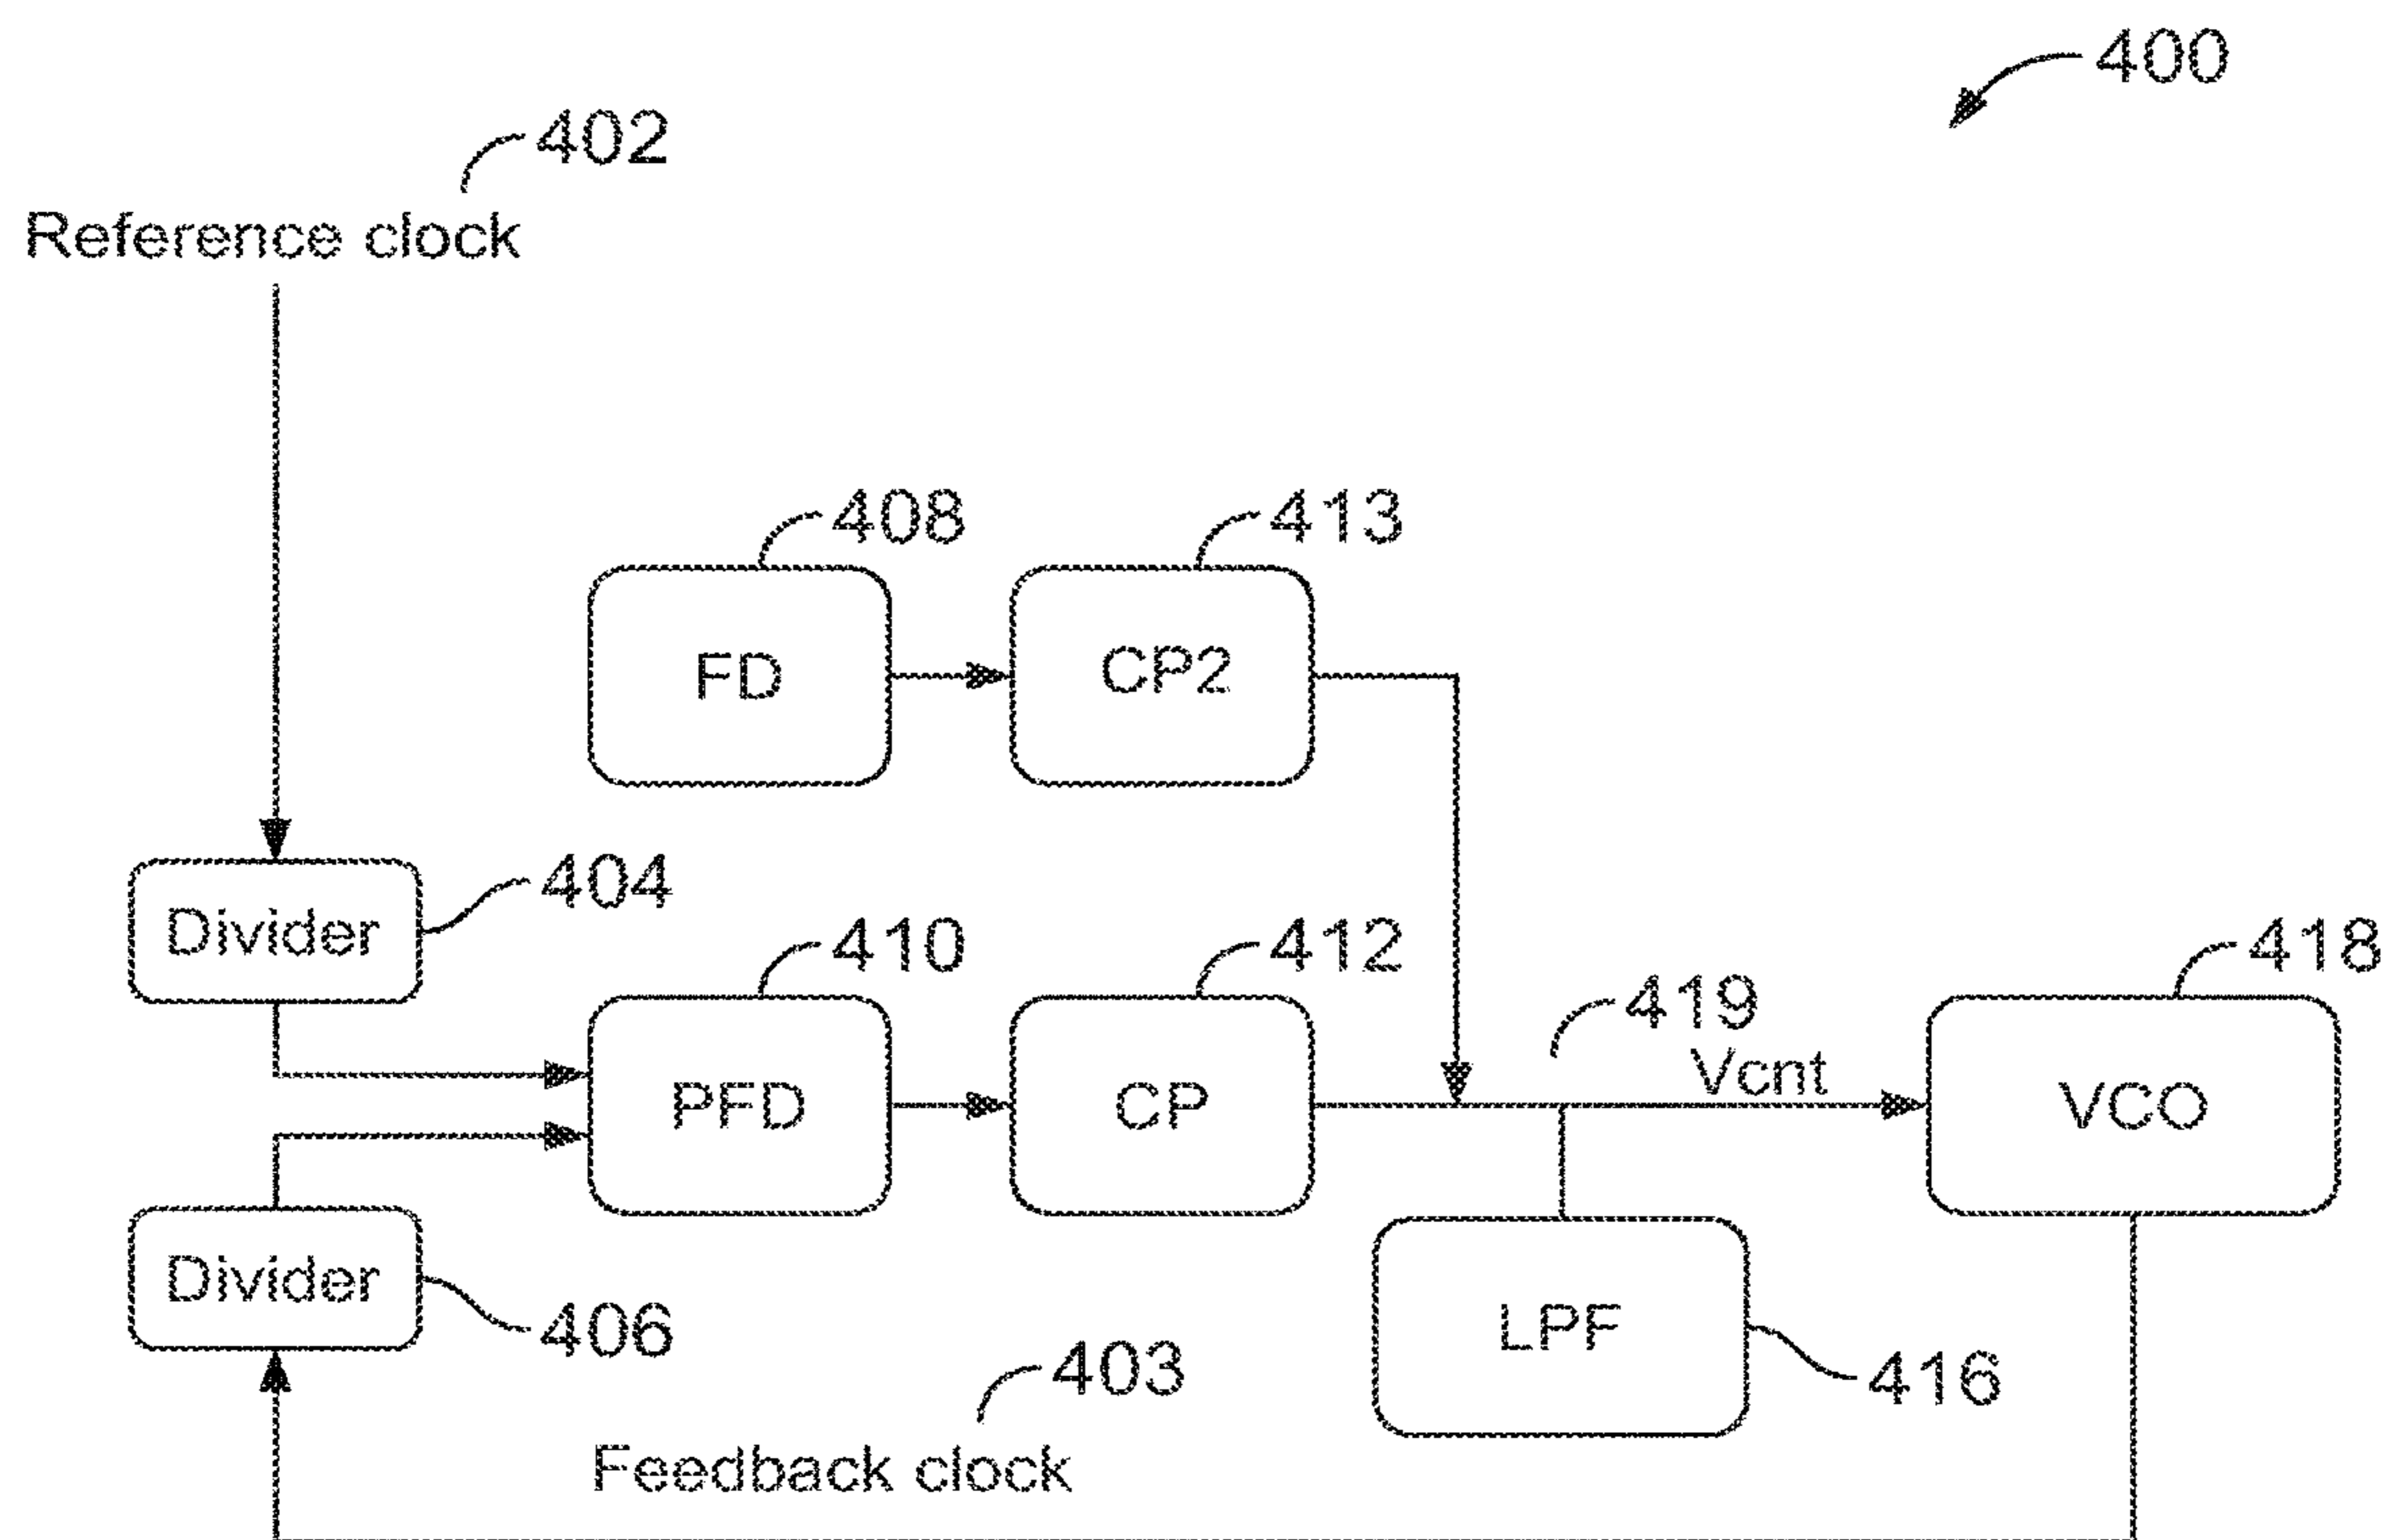 400
402
Reference clock
408
413
FD
CP2
404
Divider
410
412
418
419
Vcnt
PFD
CP
VCO
Divider
406
LPF
403
416
Feedback clock